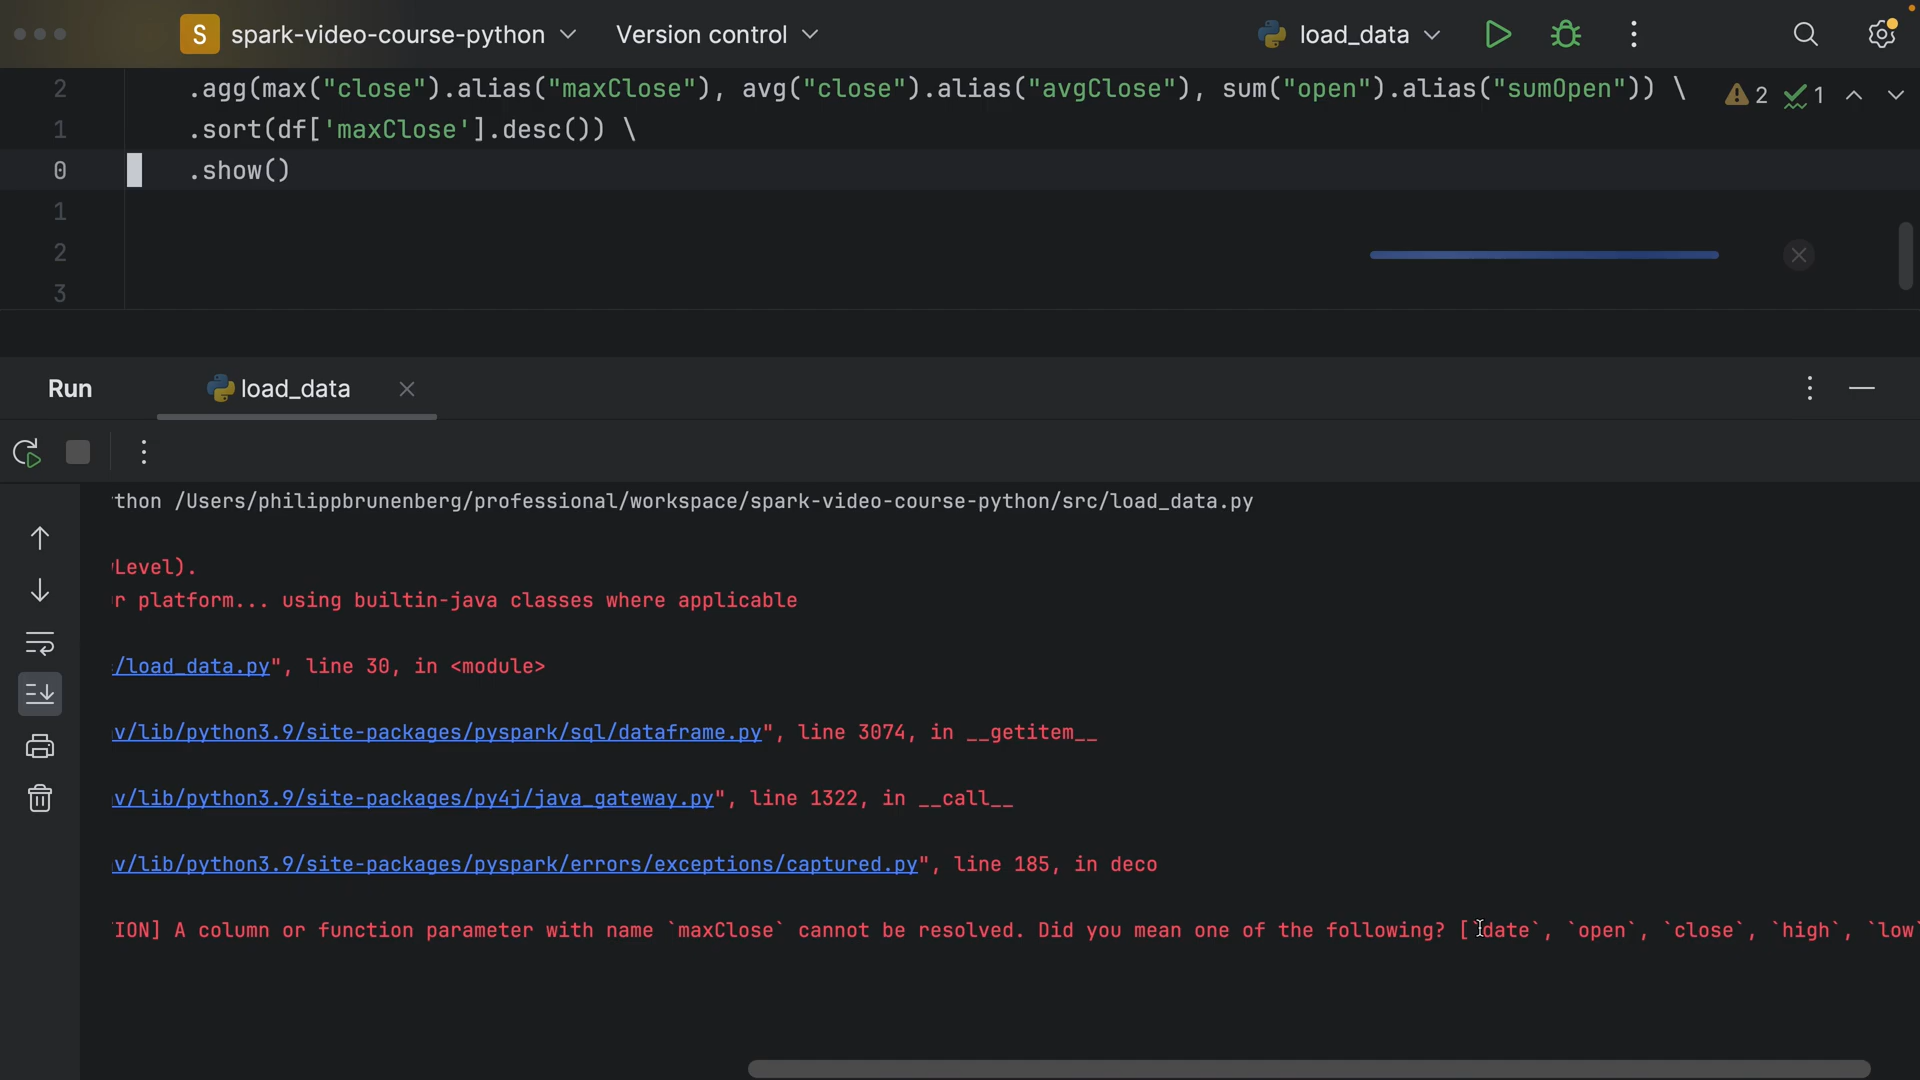 S spark-video-course-python Version control load_data
2 .agg(max("close").alias("maxClose"), avg("close").alias("avgClose"), sum("open").alias("sumOpen")) \ 2 1
1 .sort(df['maxClose'].desc()) \
0 .show()
1
2
3
Run load_data
thon /Users/philippbrunenberg/professional/workspace/spark-video-course-python/src/load_data.py
Level).
r platform... using builtin-java classes where applicable
/load_data.py", line 30, in <module>
v/lib/python3.9/site-packages/pyspark/sql/dataframe.py", line 3074, in __getitem__
v/lib/python3.9/site-packages/py4j/java_gateway.py", line 1322, in __call__
v/lib/python3.9/site-packages/pyspark/errors/exceptions/captured.py", line 185, in deco
ION] A column or function parameter with name `maxClose` cannot be resolved. Did you mean one of the following? [`date`, `open`, `close`, `high`, `low`